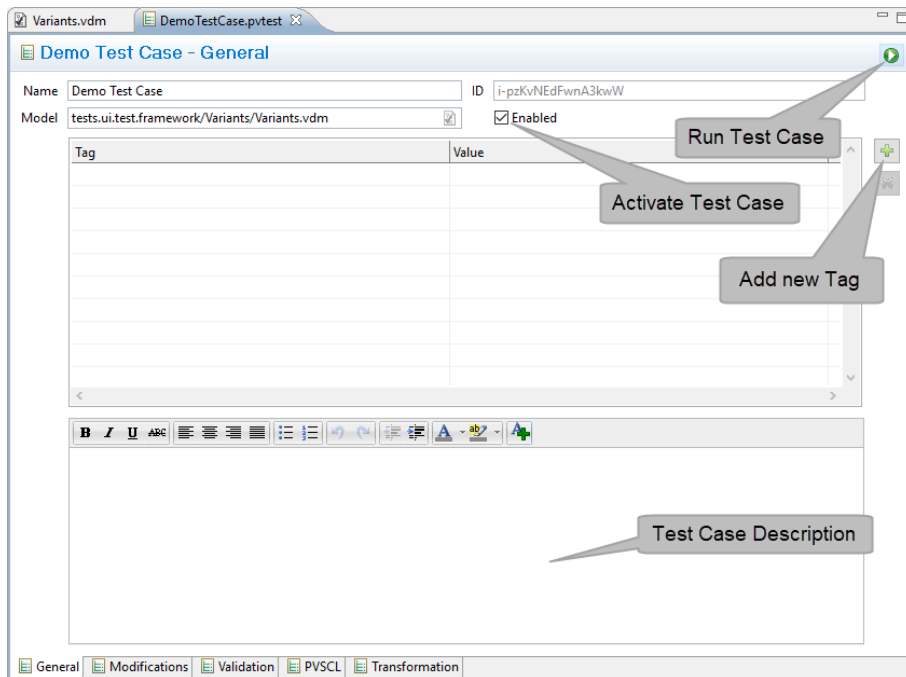 Variants.vdm DemoTestCase.pvtest
Demo Test Case - General
Name Demo Test Case ID i-pzKvNEdFwnA3kwW
Model tests.ui.test.framework/Variants/Variants.vdm Enabled
Run Test Case
Tag Value
Activate Test Case
Add new Tag
B I U ABC A ab A
Test Case Description
General Modifications Validation PVSCL Transformation